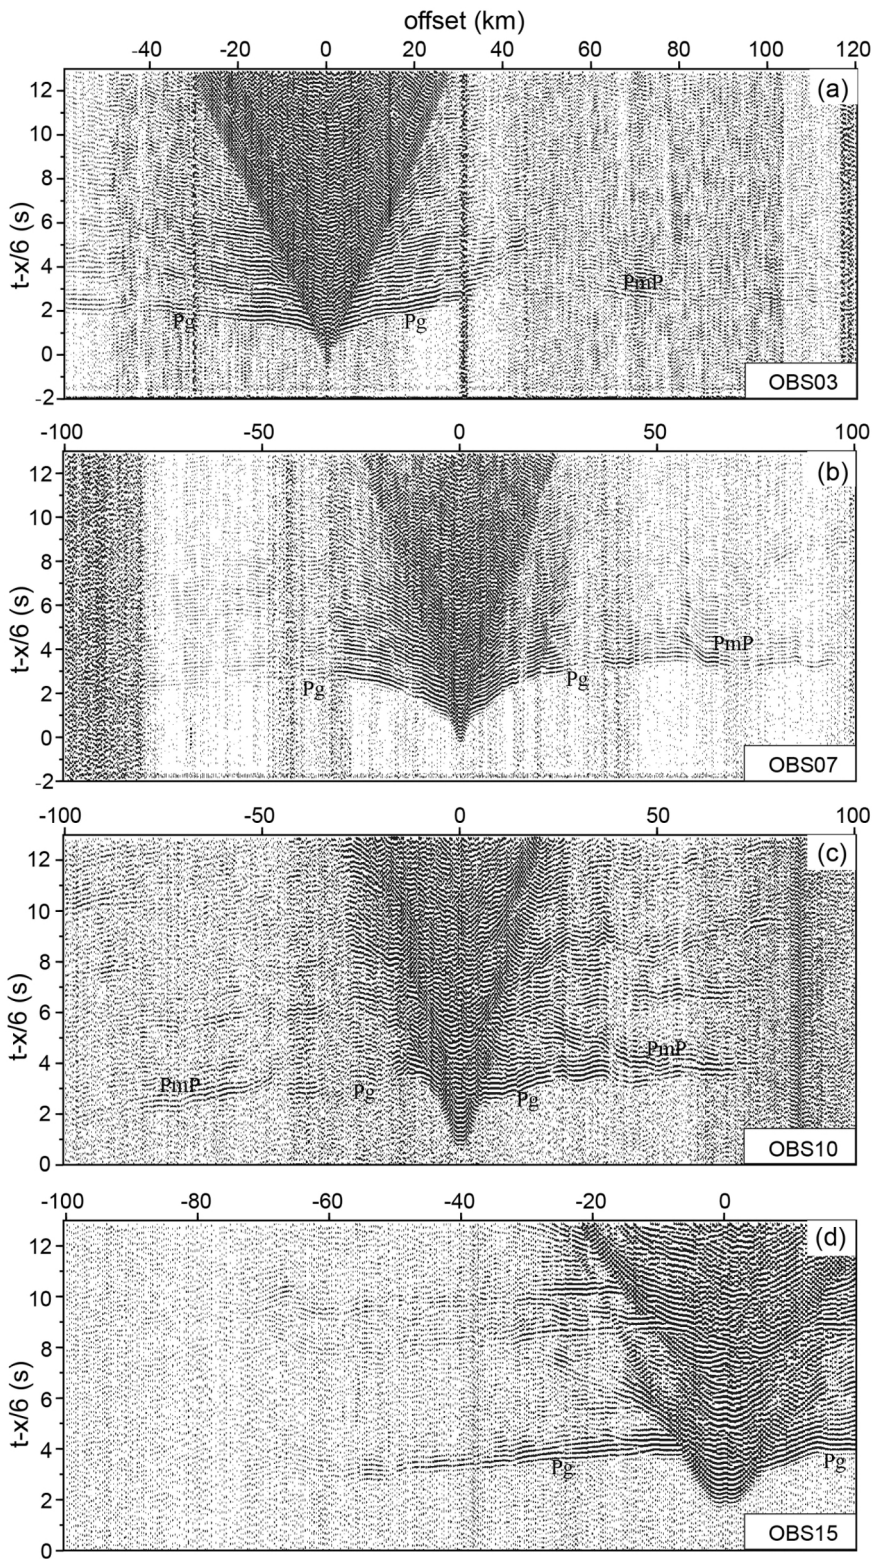 offset (km)
-40 -20 0 20 40 60 80 100 120
(a)
12
10
8
6
4
2
0
-2
t-x/6 (s)
PmP
Pg Pg
OBS03
-100 -50 0 50 100
(b)
12
10
8
6
4
2
0
-2
t-x/6 (s)
PmP
Pg Pg
OBS07
-100 -50 0 50 100
(c)
12
10
8
6
4
2
0
t-x/6 (s)
PmP PmP
Pg Pg
OBS10
-100 -80 -60 -40 -20 0
(d)
12
10
8
6
4
2
0
t-x/6 (s)
Pg Pg
OBS15